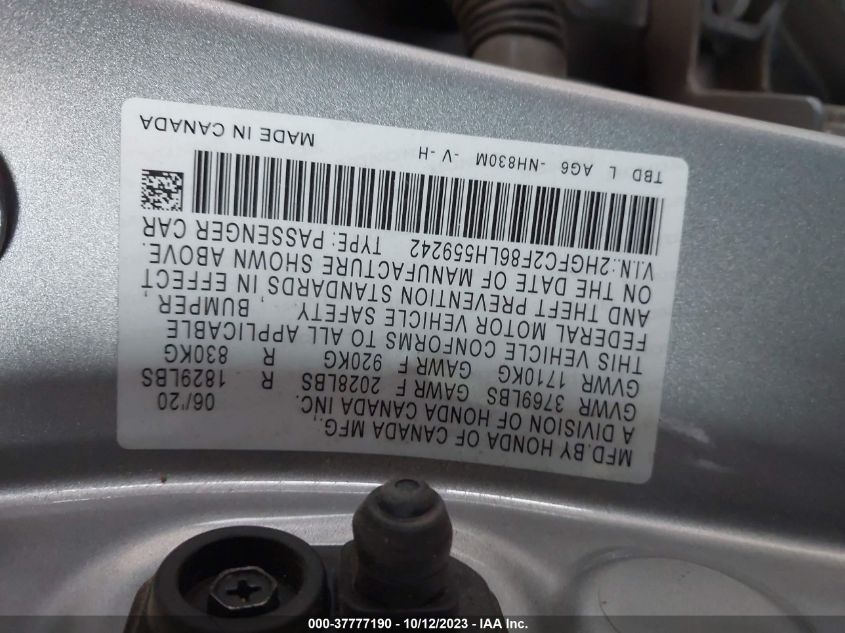 MFD.BY HONDA OF CANADA MFG.,
A DIVISION OF HONDA CANADA INC. 06/'20
GVWR 3769LBS GAWR F 2028LBS R 1829LBS
GVWR 1710KG GAWR F 920KG R 830KG
THIS VEHICLE CONFORMS TO ALL APPLICABLE
FEDERAL MOTOR VEHICLE SAFETY, BUMPER,
AND THEFT PREVENTION STANDARDS IN EFFECT
ON THE DATE OF MANUFACTURE SHOWN ABOVE.
V.I.N.:2HGFC2F86LH559242 TYPE: PASSENGER CAR
TBD L AG6 -NH830M -V -H MADE IN CANADA
000-37777190 - 10/12/2023 - IAA Inc.